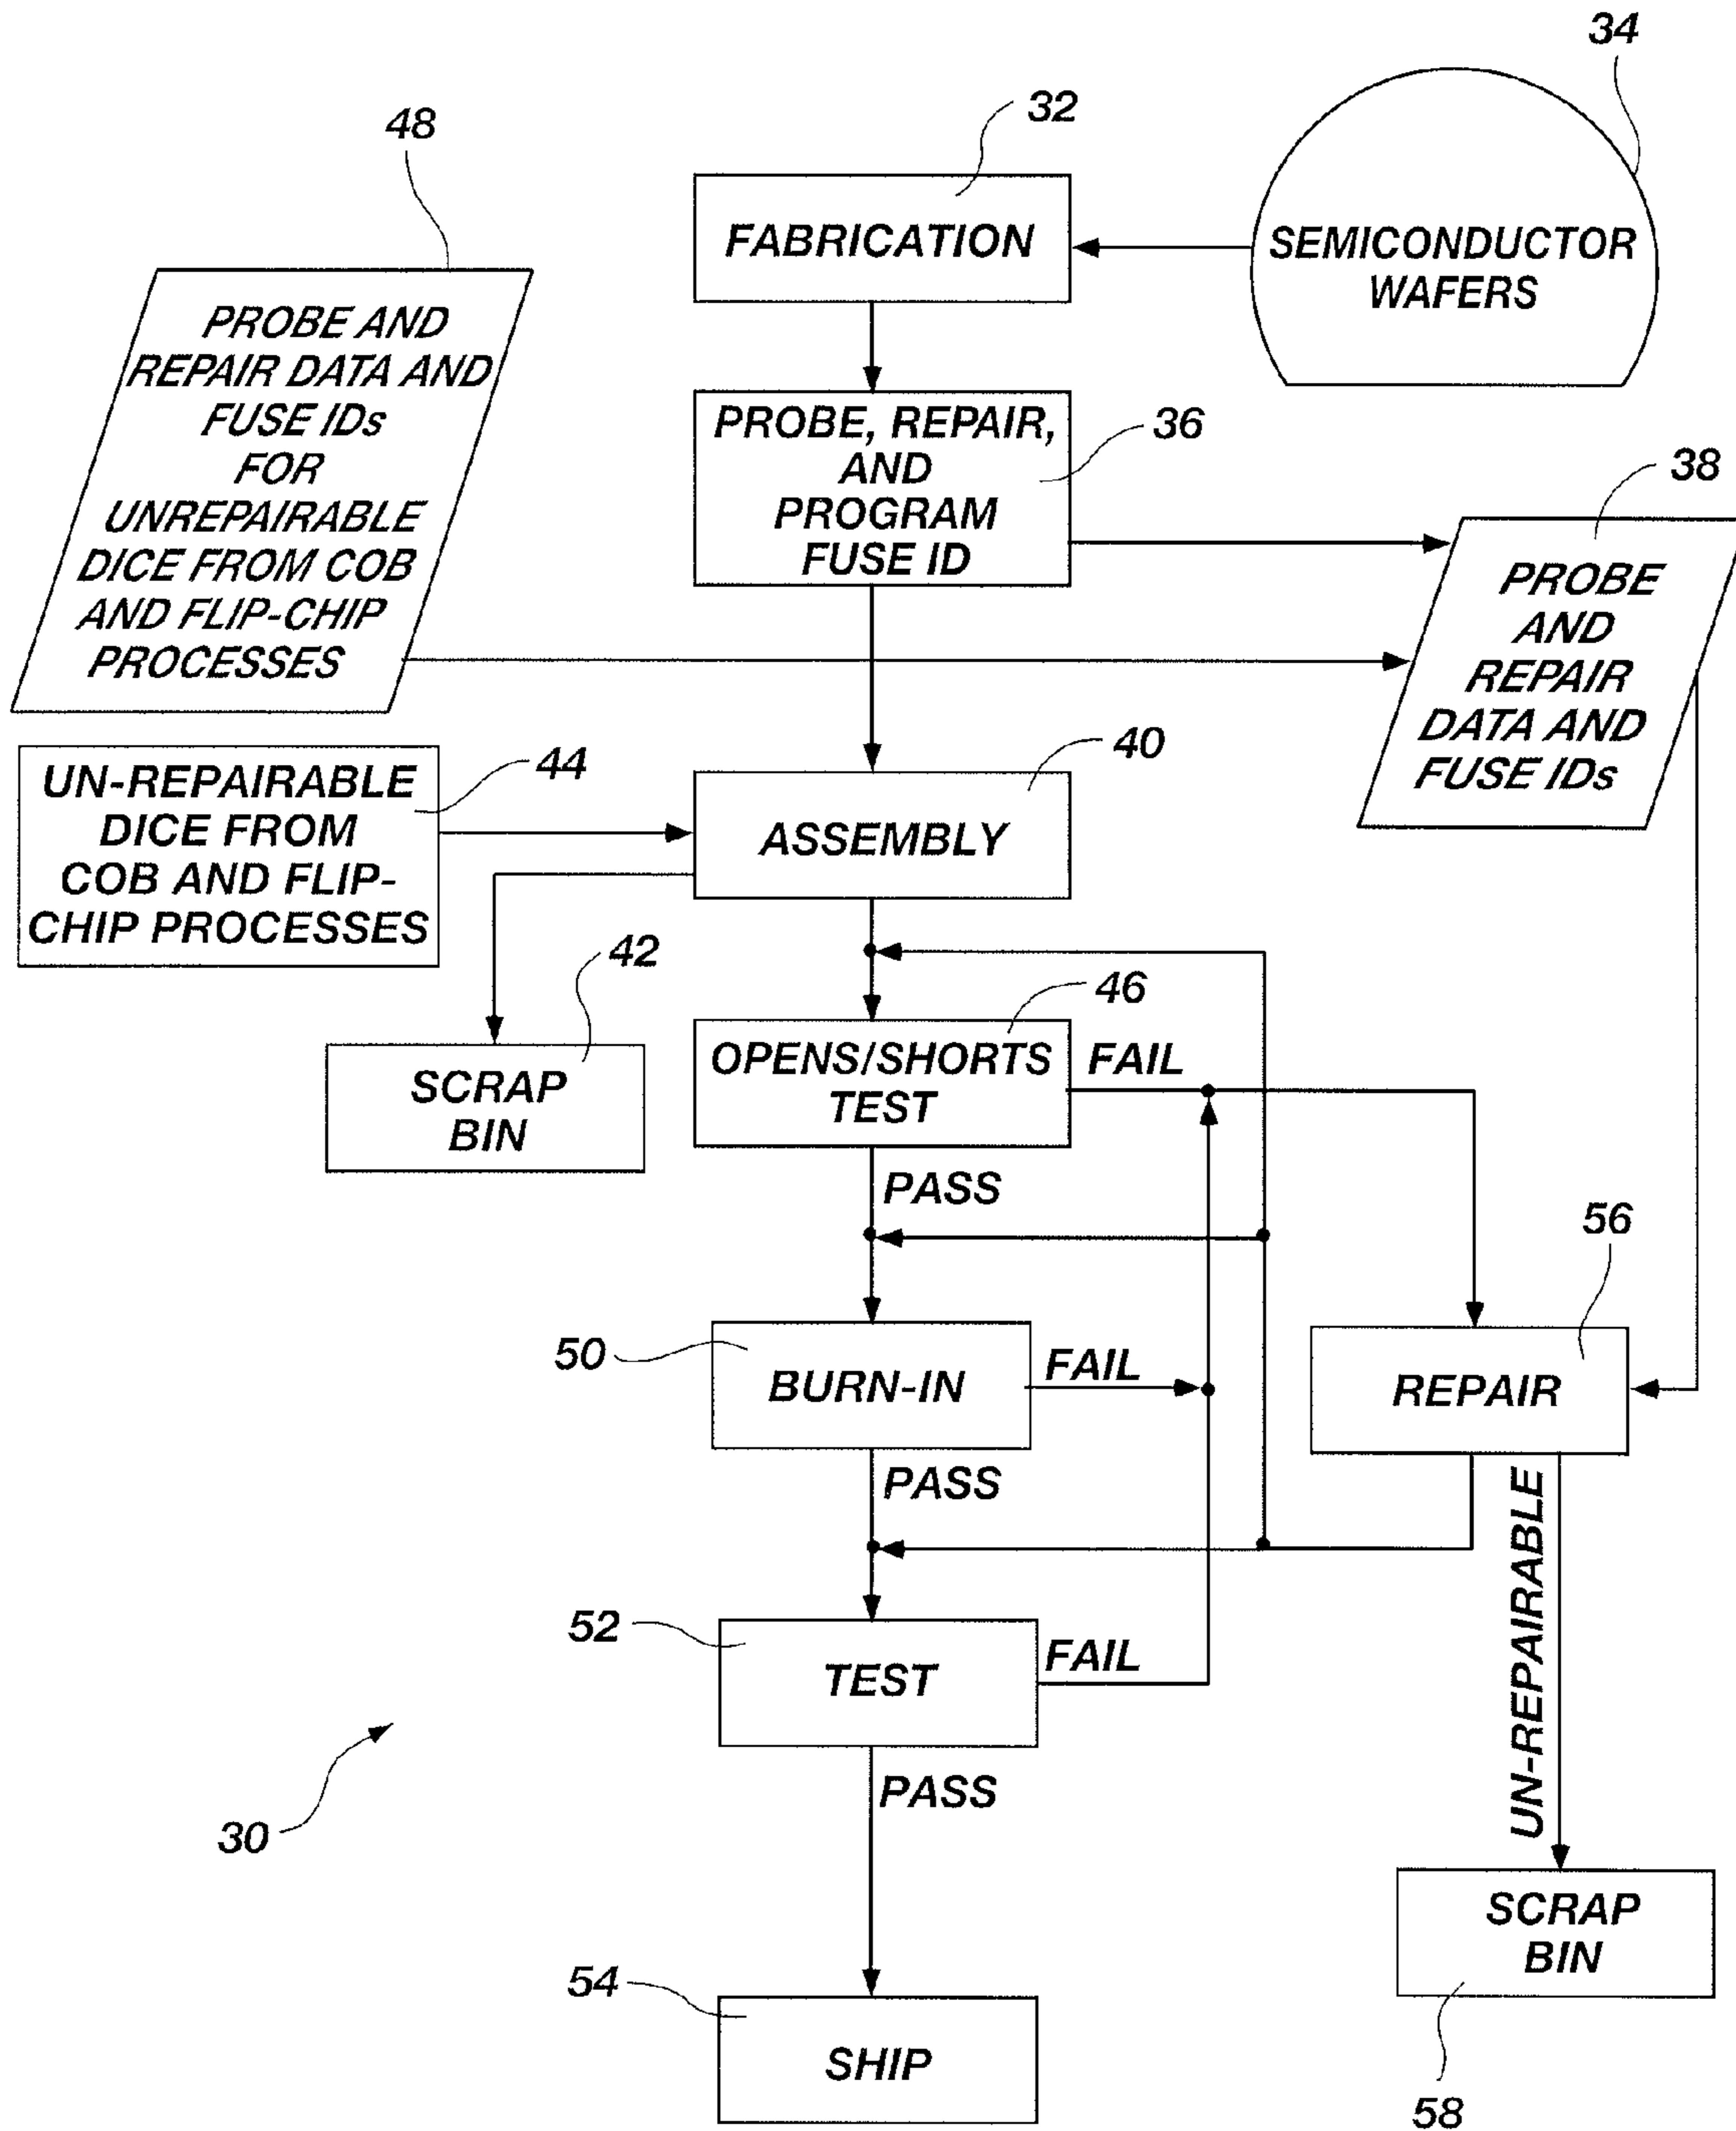 34
32
48
FABRICATION
SEMICONDUCTOR
WAFERS
PROBE AND
REPAIR DATA AND
FUSE IDs
FOR
UNREPAIRABLE
DICE FROM COB
AND FLIP-CHIP
PROCESSES
PROBE, REPAIR,
AND
PROGRAM
FUSE ID
36
38
PROBE
AND
REPAIR
DATA AND
FUSE IDs
UN-REPAIRABLE
DICE FROM
COB AND FLIP-
CHIP PROCESSES
44
40
ASSEMBLY
42
SCRAP
BIN
46
OPENS/SHORTS
TEST
FAIL
PASS
56
50
BURN-IN
FAIL
REPAIR
PASS
UN-REPAIRABLE
52
TEST
FAIL
PASS
30
SCRAP
BIN
54
SHIP
58